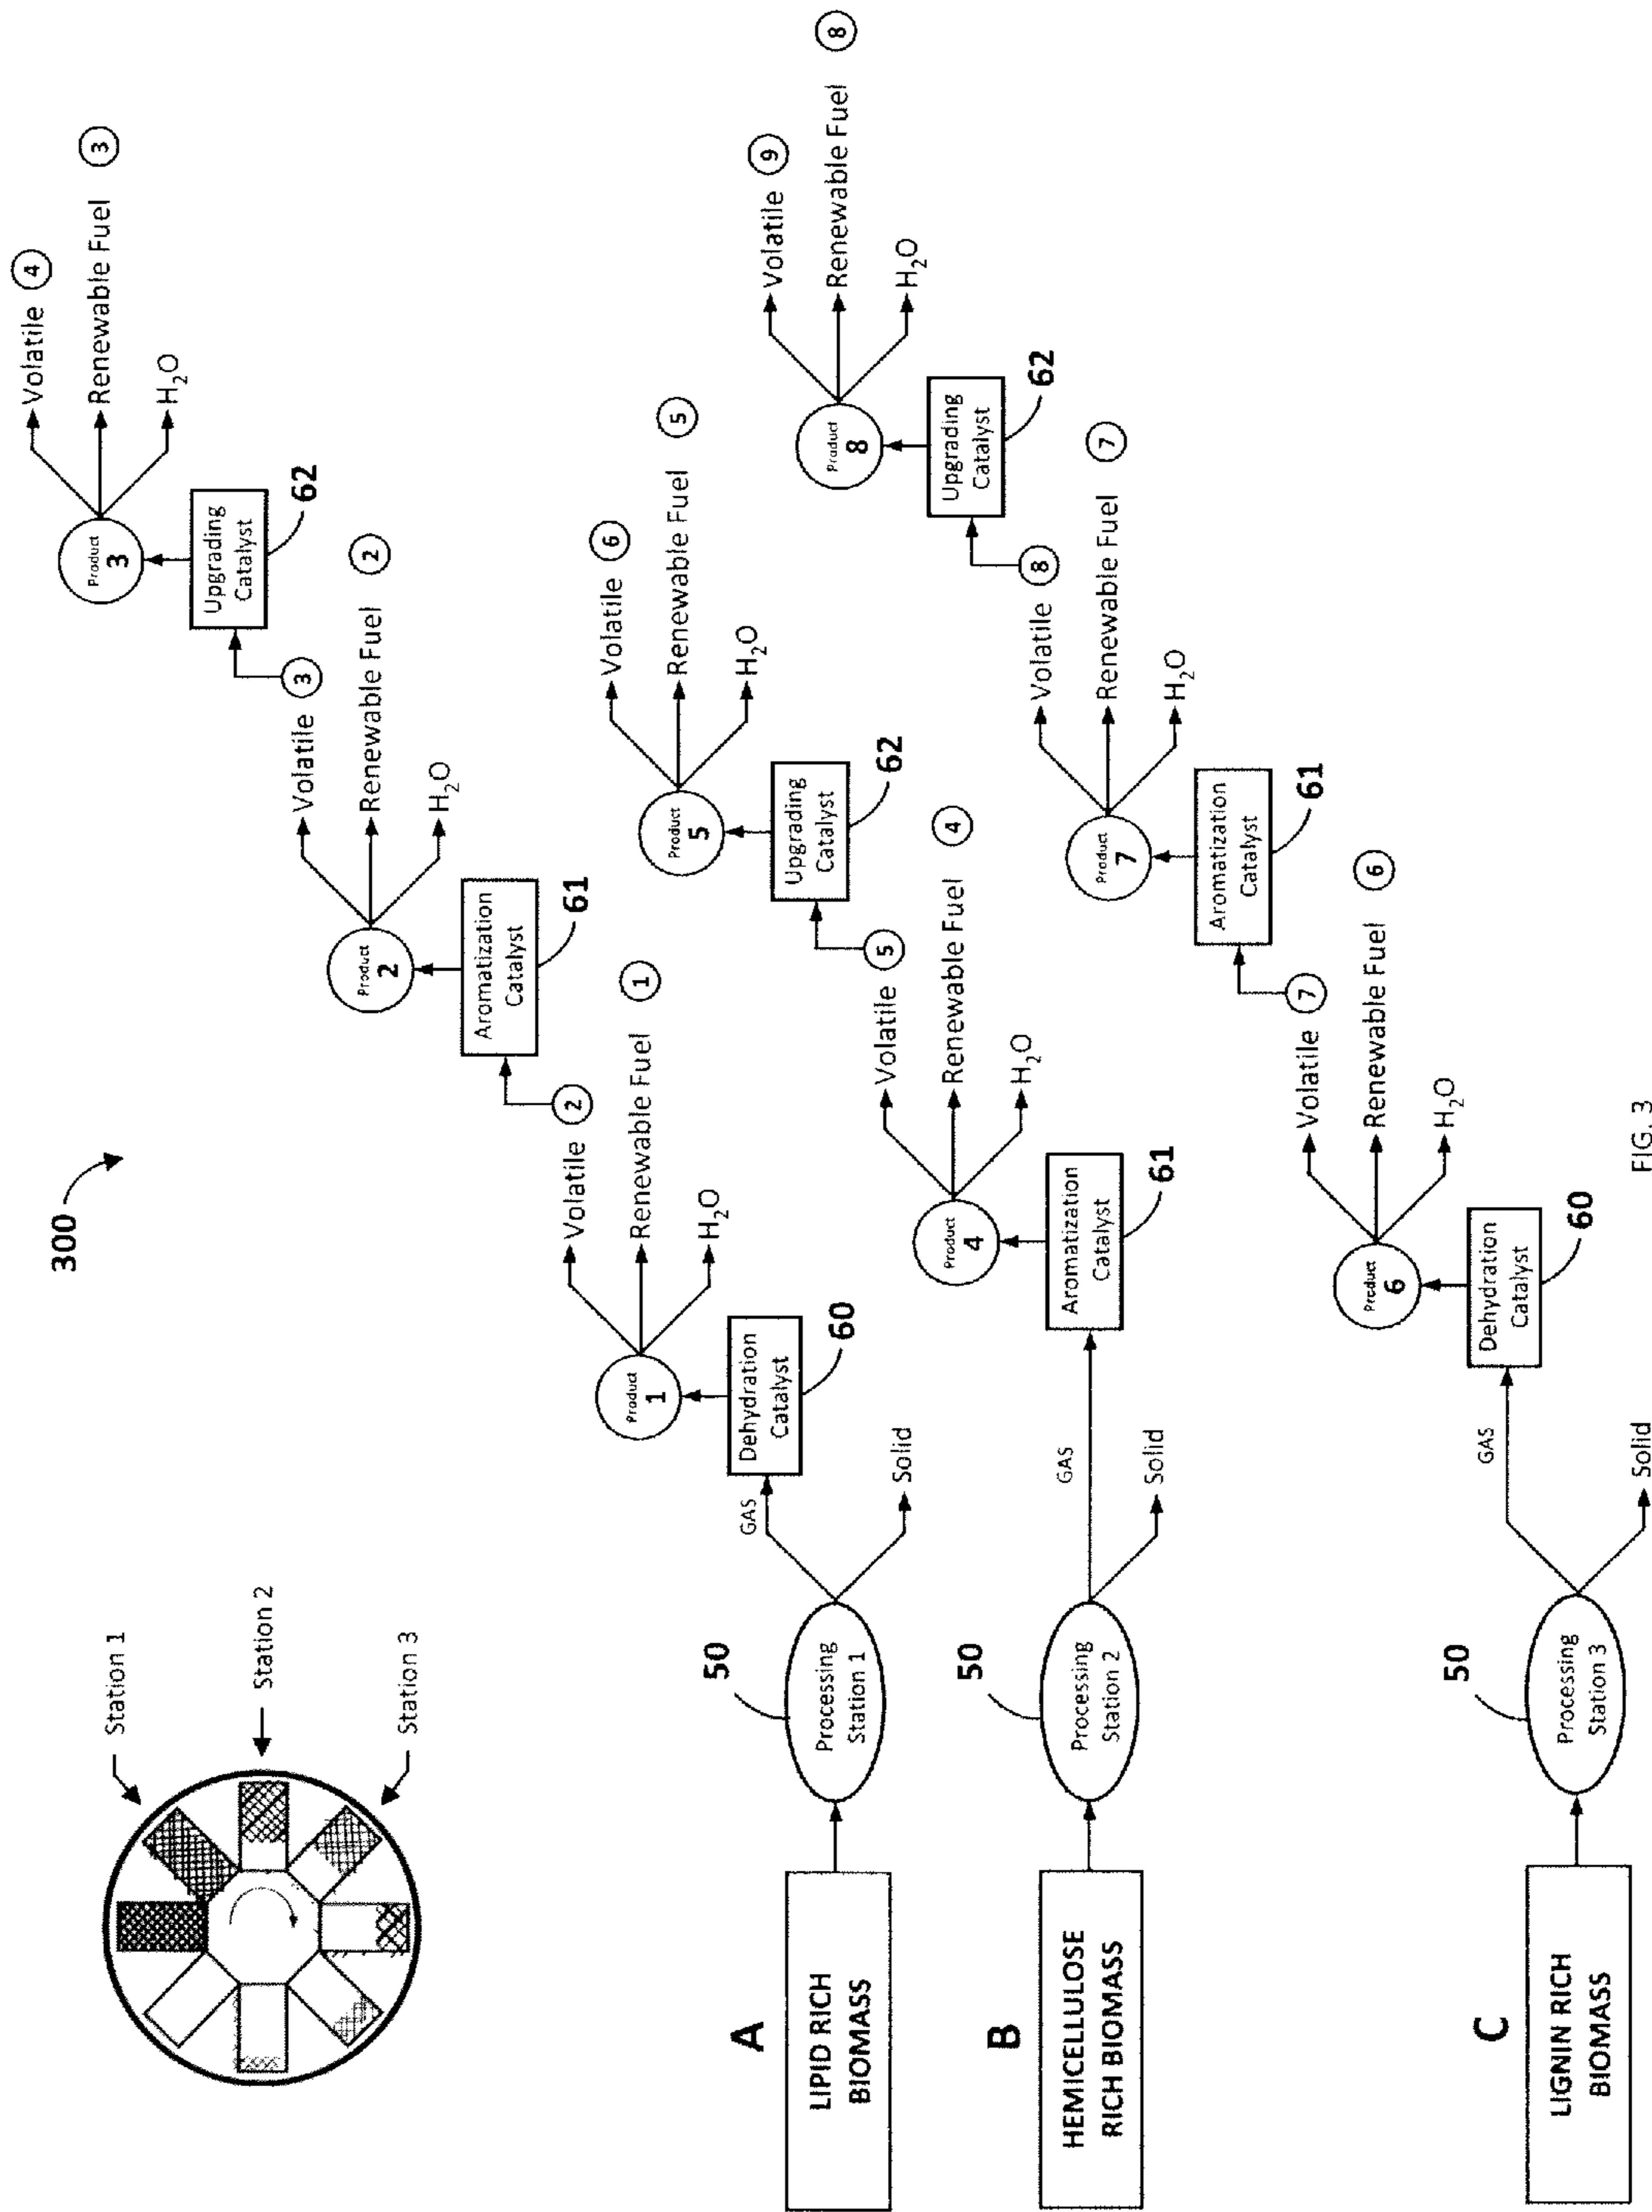 300
Station 1
Station 2
Station 3
A
LIPID RICH
BIOMASS
50
Processing
Station 1
GAS
Solid
Dehydration
Catalyst
60
Product
1
Volatile 2
Renewable Fuel 1
H₂O
Aromatization
Catalyst
61
Product
2
Volatile 3
Renewable Fuel 2
H₂O
Upgrading
Catalyst
62
Product
3
Volatile 4
Renewable Fuel 3
H₂O
B
HEMICELLULOSE
RICH BIOMASS
50
Processing
Station 2
GAS
Solid
Aromatization
Catalyst
61
Product
4
Volatile 5
Renewable Fuel 4
H₂O
Upgrading
Catalyst
62
Product
5
Volatile 6
Renewable Fuel 5
H₂O
C
LIGNIN RICH
BIOMASS
50
Processing
Station 3
GAS
Solid
Dehydration
Catalyst
60
Product
6
Volatile 7
Renewable Fuel 6
H₂O
Aromatization
Catalyst
61
Product
7
Volatile 8
Renewable Fuel 7
H₂O
Upgrading
Catalyst
62
Product
8
Volatile 9
Renewable Fuel 8
H₂O
FIG. 3